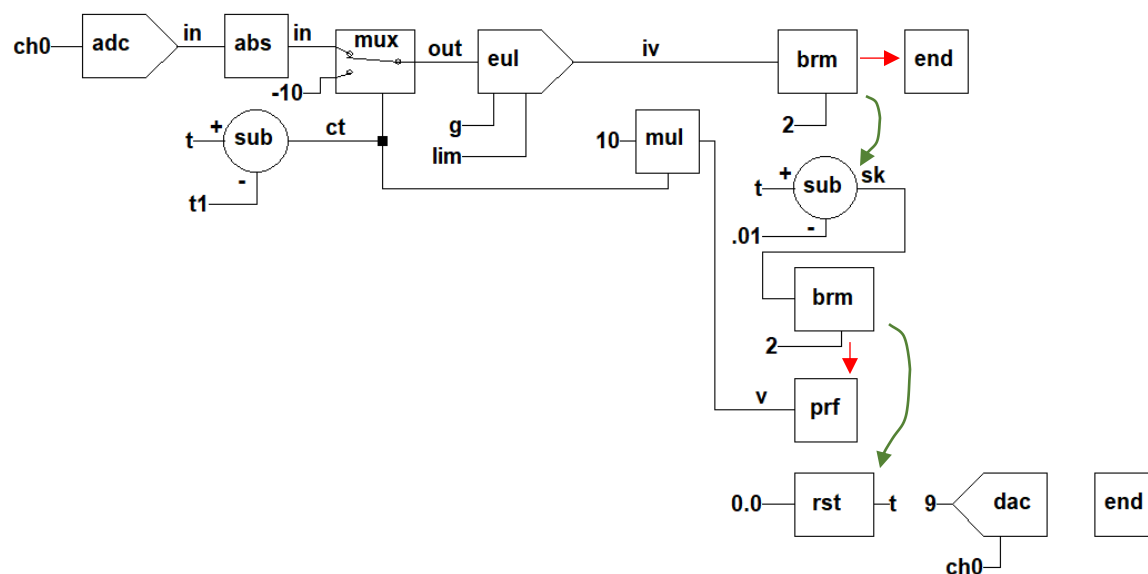 ch0 adc in abs in mux out eul iv brm end
-10
t + sub ct g 2
- lim 10 mul
t1
t + sub sk
.01 -
brm
2
v prf
0.0 rst t 9 dac end
ch0